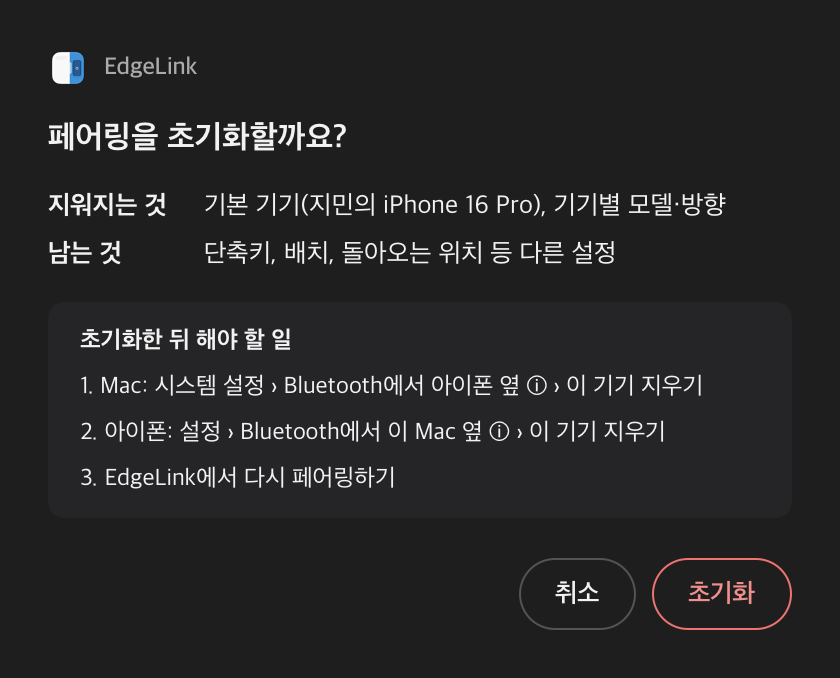 EdgeLink
페어링을 초기화할까요?
지워지는 것 기본 기기(지민의 iPhone 16 Pro), 기기별 모델·방향
남는 것 단축키, 배치, 돌아오는 위치 등 다른 설정
초기화한 뒤 해야 할 일
1. Mac: 시스템 설정 › Bluetooth에서 아이폰 옆 ⓘ › 이 기기 지우기
2. 아이폰: 설정 › Bluetooth에서 이 Mac 옆 ⓘ › 이 기기 지우기
3. EdgeLink에서 다시 페어링하기
취소 초기화